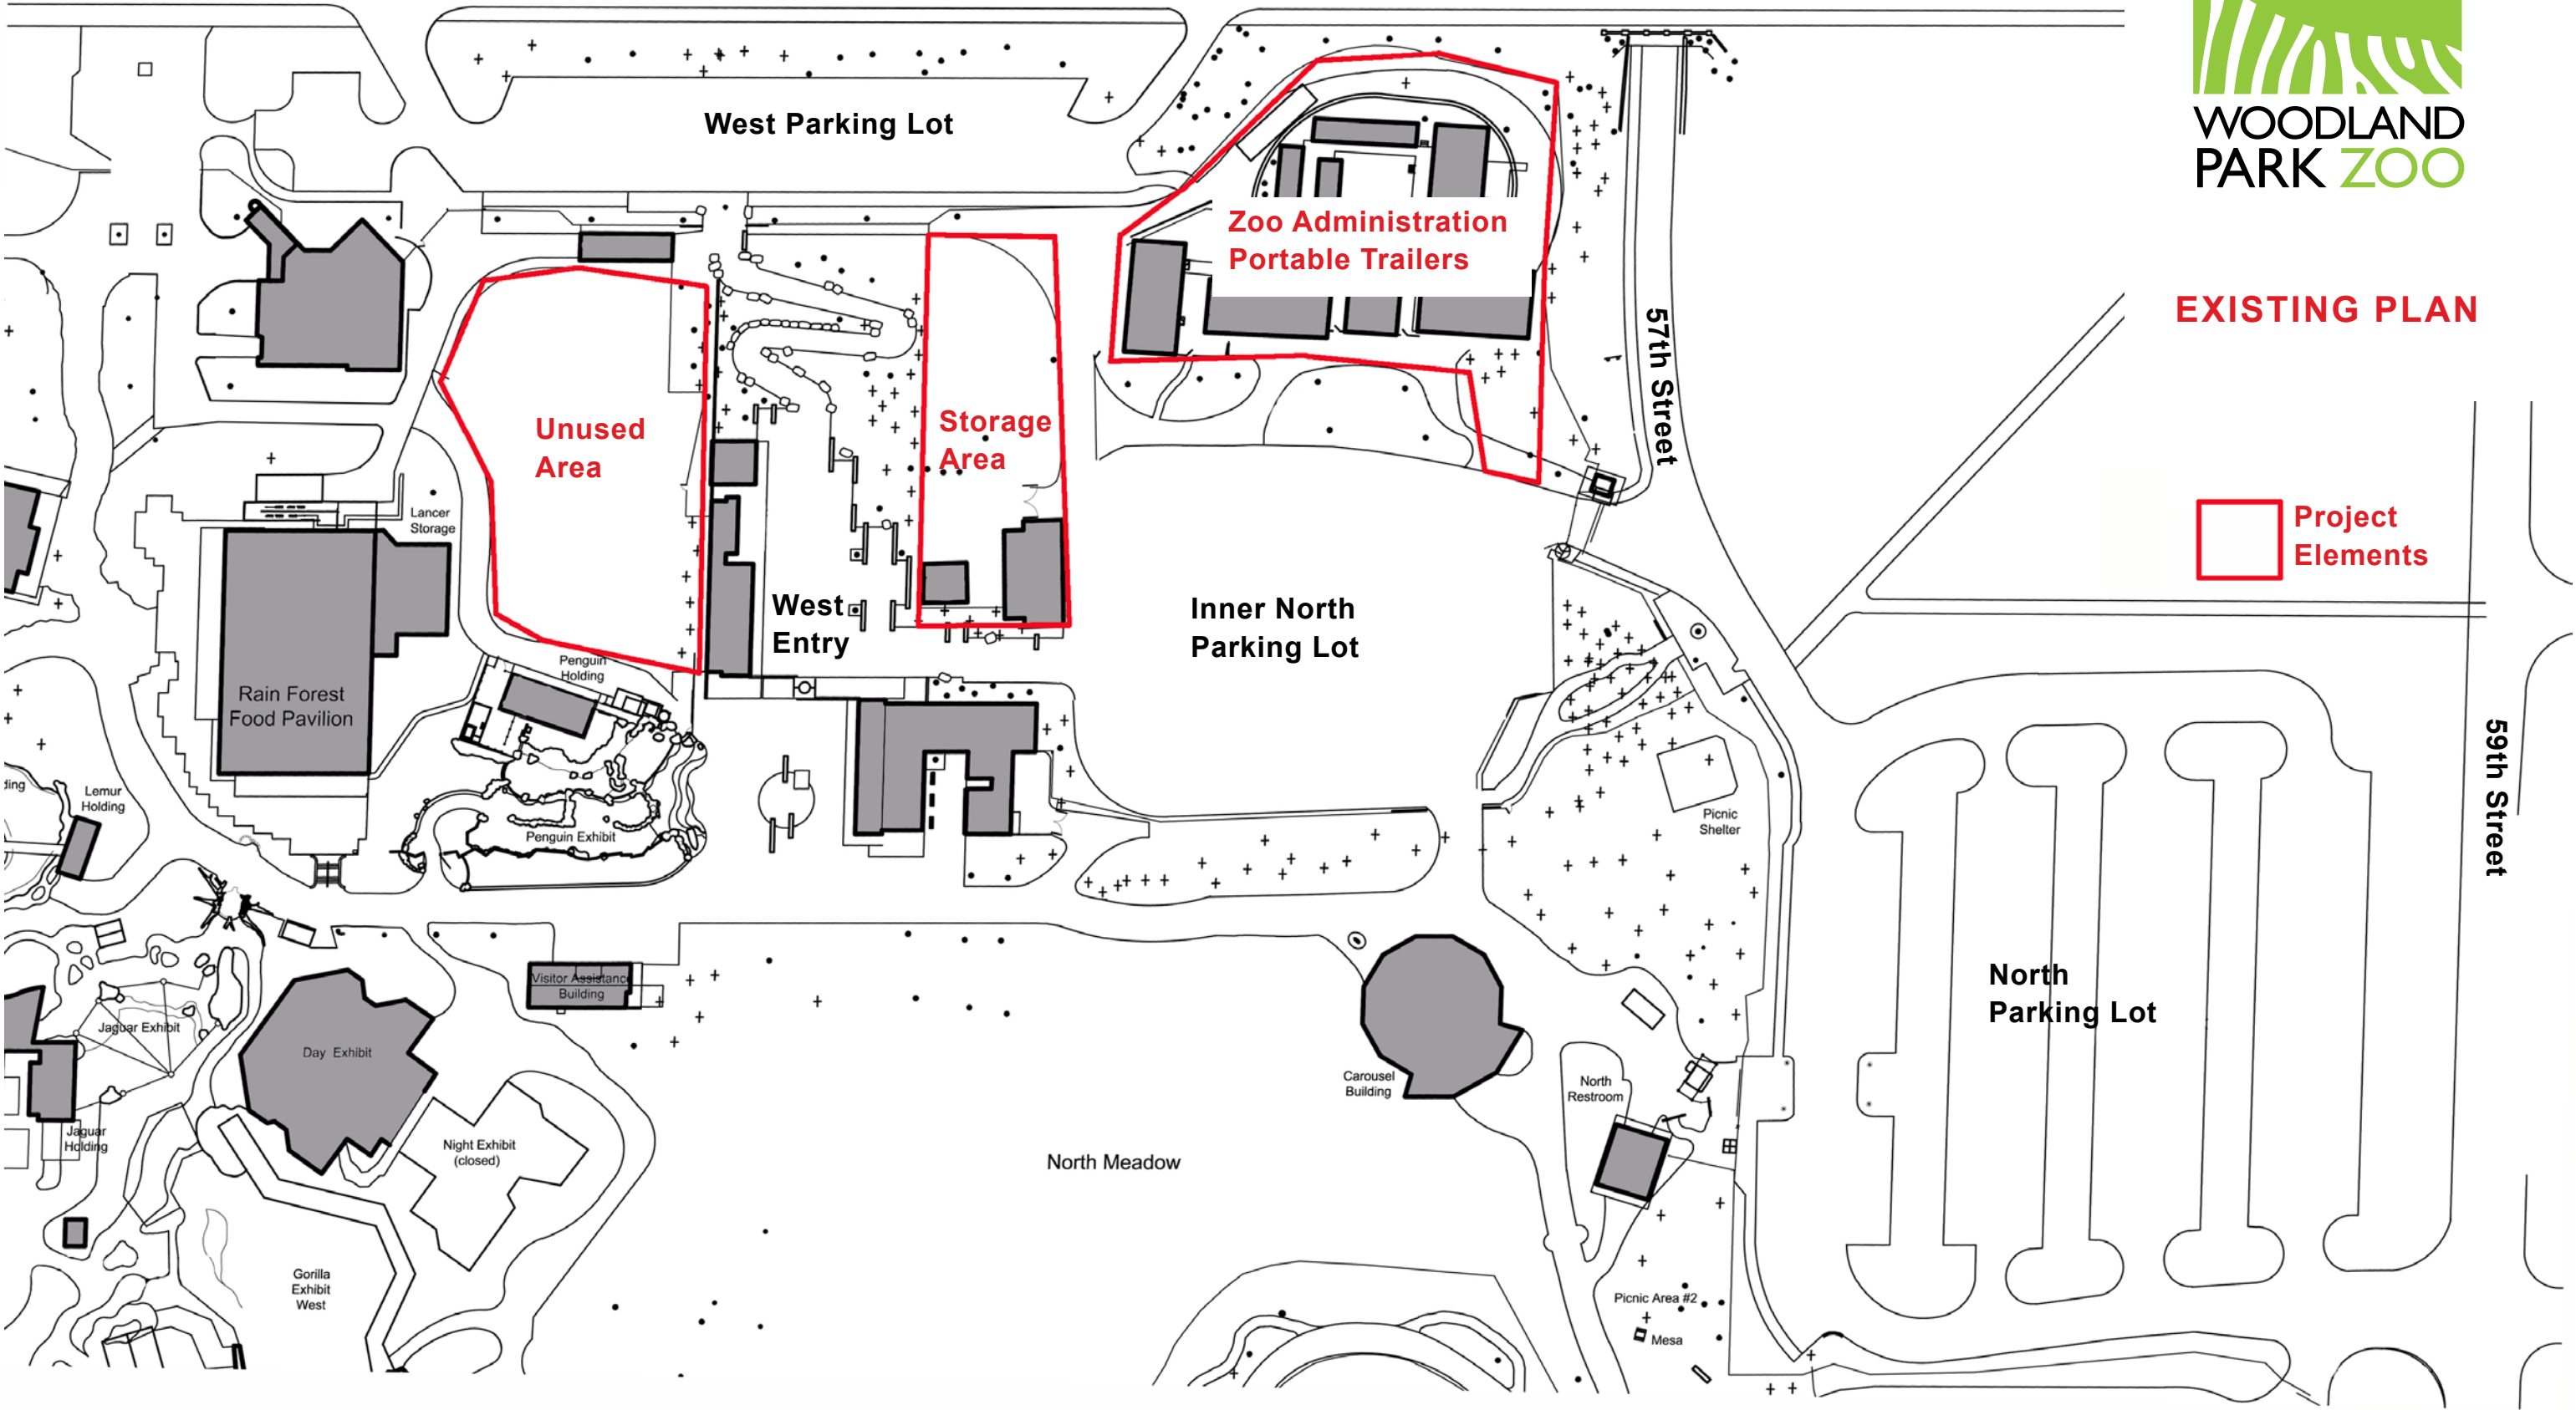 WOODLAND
PARK ZOO
EXISTING PLAN
Project
Elements
West Parking Lot
Zoo Administration
Portable Trailers
57th Street
Unused
Area
Storage
Area
Lancer
Storage
West
Entry
Inner North
Parking Lot
Penguin
Holding
Rain Forest
Food Pavilion
59th Street
ding
Lemur
Holding
Penguin Exhibit
Picnic
Shelter
Visitor Assistance
Building
North
Parking Lot
Jaguar Exhibit
Day Exhibit
Carousel
Building
North
Restroom
Jaguar
Holding
Night Exhibit
(closed)
North Meadow
Gorilla
Exhibit
West
Picnic Area #2
Mesa